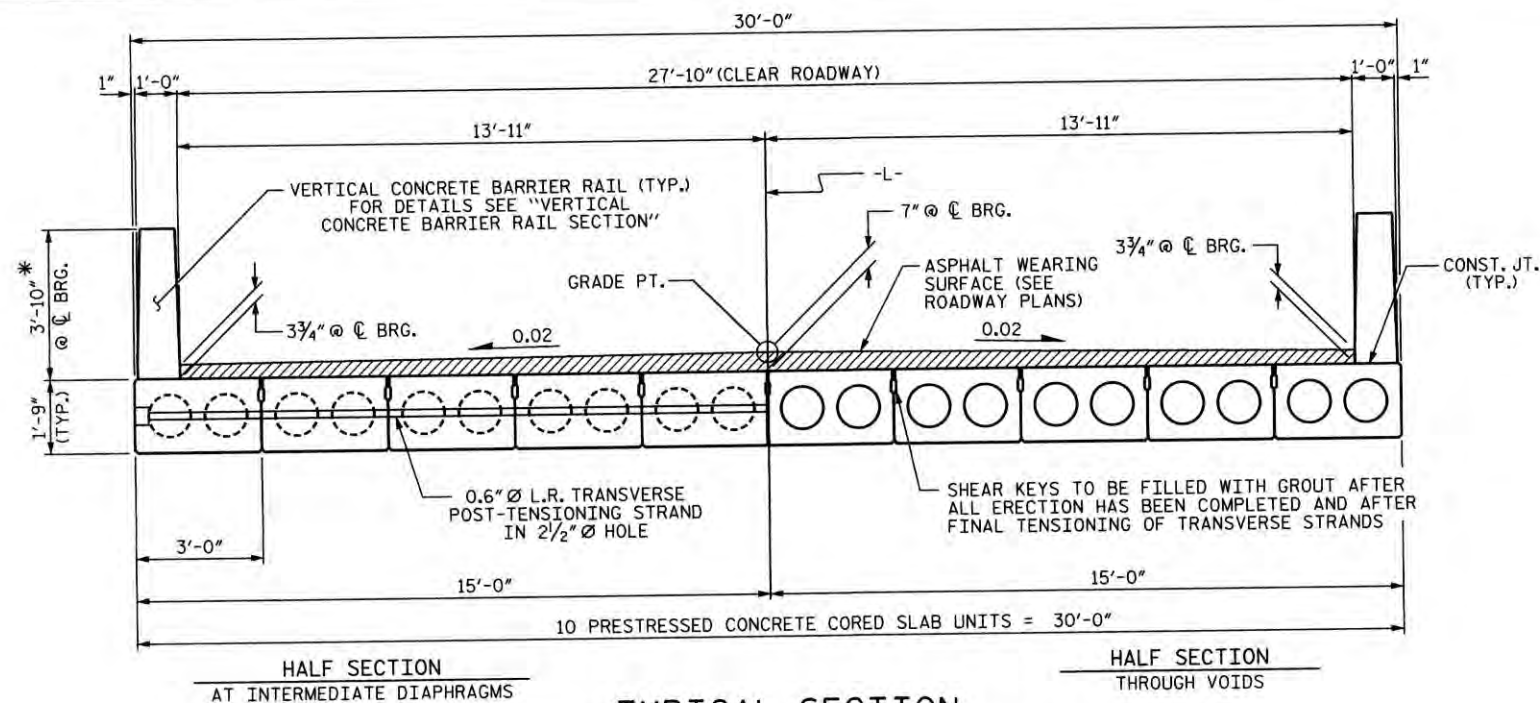 30'-0"
27'-10" (CLEAR ROADWAY)
1"
1'-0"
1'-0"
1"
13'-11"
13'-11"
VERTICAL CONCRETE BARRIER RAIL (TYP.)
FOR DETAILS SEE "VERTICAL
CONCRETE BARRIER RAIL SECTION"
-L-
7" @ ℄ BRG.
3¾" @ ℄ BRG.
ASPHALT WEARING
SURFACE (SEE
ROADWAY PLANS)
CONST. JT.
(TYP.)
GRADE PT.
3'-10" *
@ ℄ BRG.
3¾" @ ℄ BRG.
0.02
0.02
1'-9"
(TYP.)
0.6" Ø L.R. TRANSVERSE
POST-TENSIONING STRAND
IN 2½" Ø HOLE
SHEAR KEYS TO BE FILLED WITH GROUT AFTER
ALL ERECTION HAS BEEN COMPLETED AND AFTER
FINAL TENSIONING OF TRANSVERSE STRANDS
3'-0"
15'-0"
15'-0"
10 PRESTRESSED CONCRETE CORED SLAB UNITS = 30'-0"
HALF SECTION
AT INTERMEDIATE DIAPHRAGMS
HALF SECTION
THROUGH VOIDS
TYPICAL SECTION